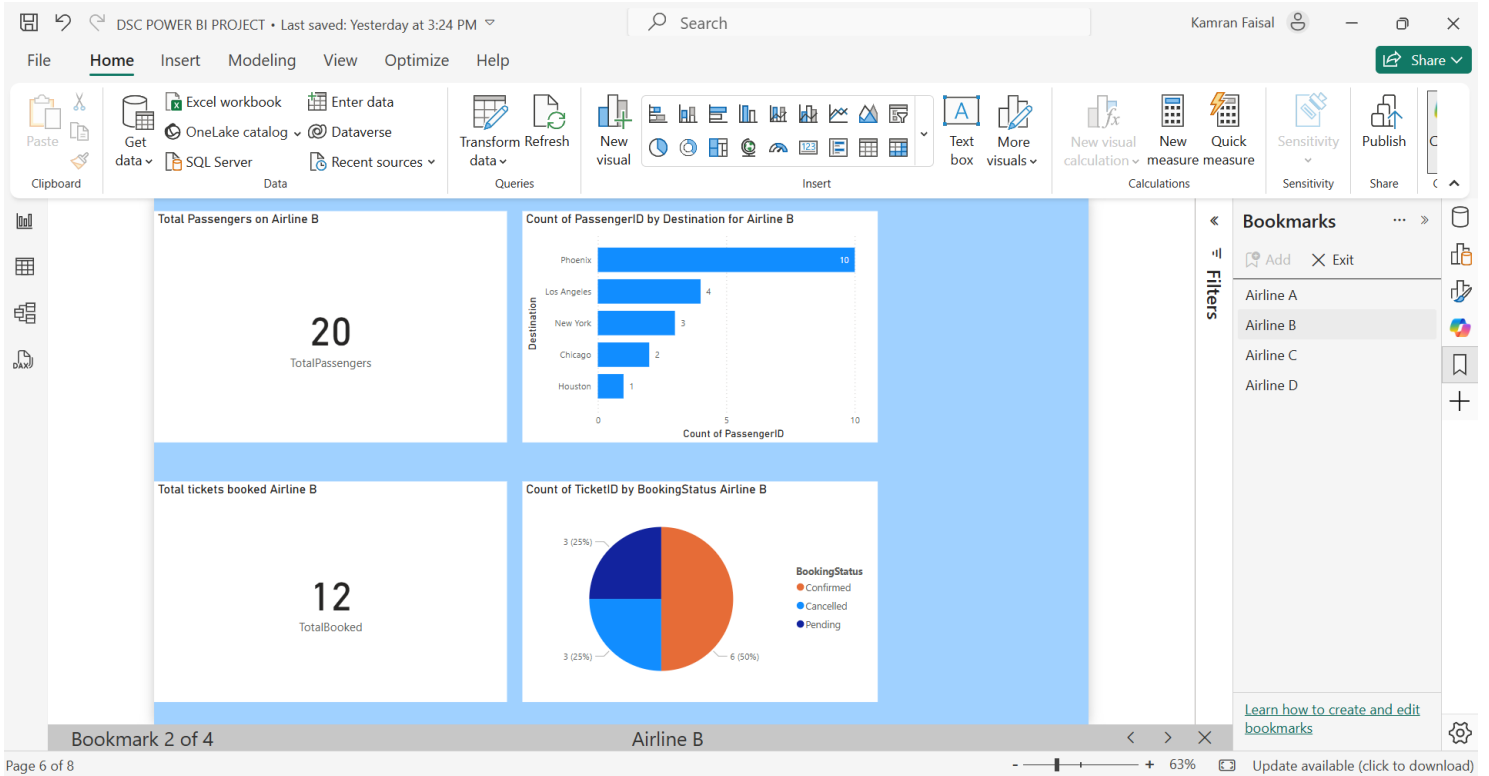 DSC POWER BI PROJECT • Last saved: Yesterday at 3:24 PM
Search
Kamran Faisal
File Home Insert Modeling View Optimize Help
Share
Paste
Clipboard
Get data
Excel workbook
OneLake catalog
SQL Server
Enter data
Dataverse
Recent sources
Data
Transform data
Refresh
Queries
New visual
123
A
Text box
More visuals
Insert
New visual calculation
New measure
Quick measure
Calculations
Sensitivity
Sensitivity
Publish
Share
DAX
Total Passengers on Airline B
20
TotalPassengers
Count of PassengerID by Destination for Airline B
Destination
Phoenix 10
Los Angeles 4
New York 3
Chicago 2
Houston 1
0 5 10
Count of PassengerID
Total tickets booked Airline B
12
TotalBooked
Count of TicketID by BookingStatus Airline B
3 (25%)
3 (25%)
6 (50%)
BookingStatus
Confirmed
Cancelled
Pending
Filters
Bookmarks
Add Exit
Airline A
Airline B
Airline C
Airline D
Learn how to create and edit
bookmarks
Bookmark 2 of 4 Airline B
Page 6 of 8
- + 63% Update available (click to download)